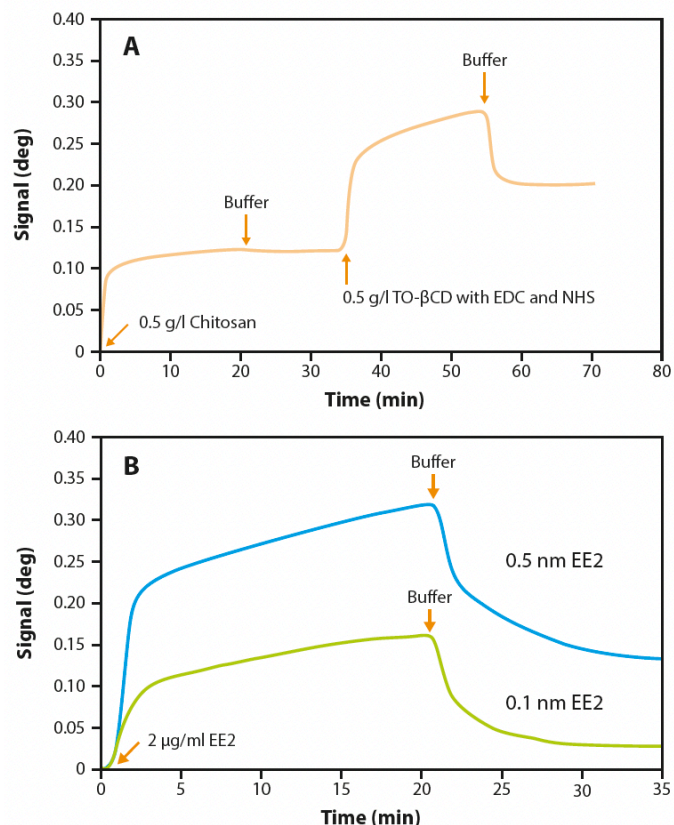 0.40
A
Buffer
0.35
0.30
0.25
Signal (deg)
0.20
Buffer
0.15
0.10
0.5 g/l TO-βCD with EDC and NHS
0.05
0.5 g/l Chitosan
0
0 10 20 30 40 50 60 70 80
Time (min)
0.40
B
Buffer
0.35
0.30
0.5 nm EE2
0.25
Signal (deg)
0.20
Buffer
0.15
0.10
0.1 nm EE2
0.05
2 µg/ml EE2
0
0 5 10 15 20 25 30 35
Time (min)